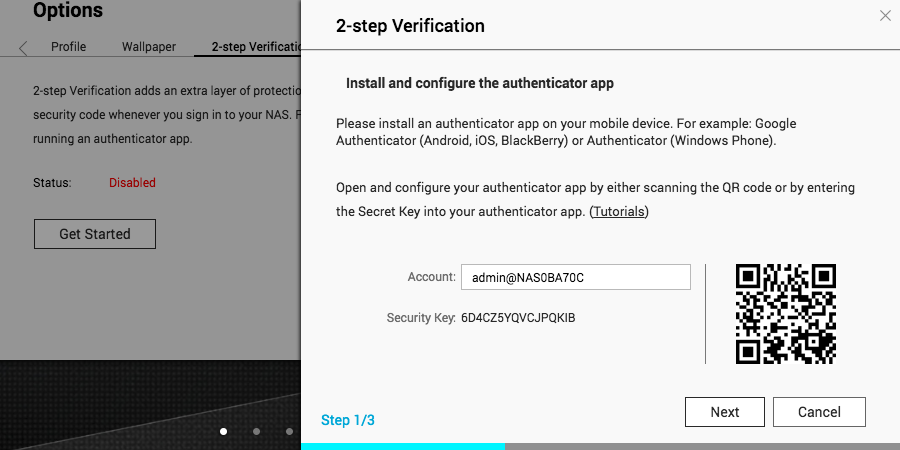 Options
Profile
Wallpaper
2-step Verificatio
2-step Verification adds an extra layer of protectio
security code whenever you sign in to your NAS. F
running an authenticator app.
Status:
Disabled
Get Started
2-step Verification
Install and configure the authenticator app
Please install an authenticator app on your mobile device. For example: Google
Authenticator (Android, iOS, BlackBerry) or Authenticator (Windows Phone).
Open and configure your authenticator app by either scanning the QR code or by entering
the Secret Key into your authenticator app. (Tutorials)
Account: admin@NAS0BA70C
Security Key: 6D4CZ5YQVCJPQKIB
Step 1/3
Next
Cancel